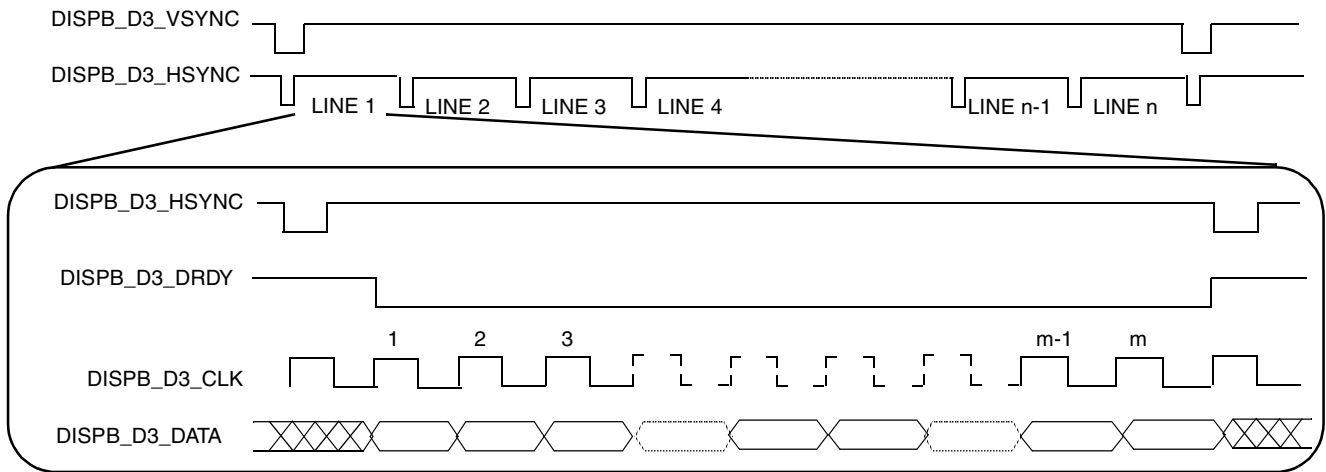 DISPB_D3_VSYNC
DISPB_D3_HSYNC
LINE 1 LINE 2 LINE 3 LINE 4 LINE n-1 LINE n
DISPB_D3_HSYNC
DISPB_D3_DRDY
1 2 3 m-1 m
DISPB_D3_CLK
DISPB_D3_DATA